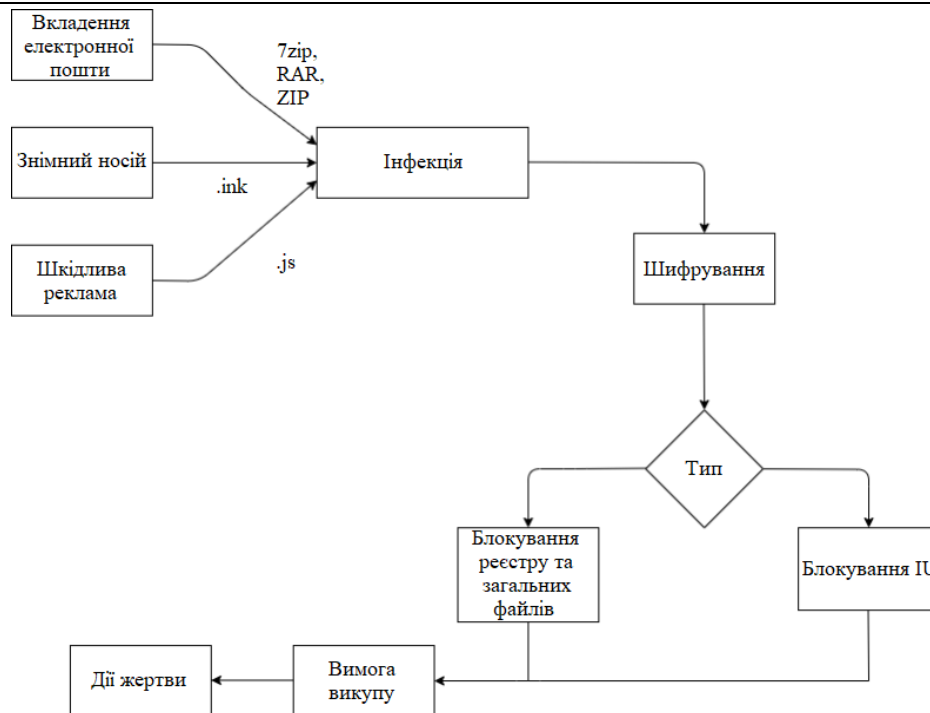 Вкладення
електронної
пошти
7zip,
RAR,
ZIP
Знімний носій
Інфекція
.ink
Шкідлива
реклама
.js
Шифрування
Тип
Блокування
реєстру та
загальних
файлів
Блокування IU
Вимога
викупу
Дії жертви